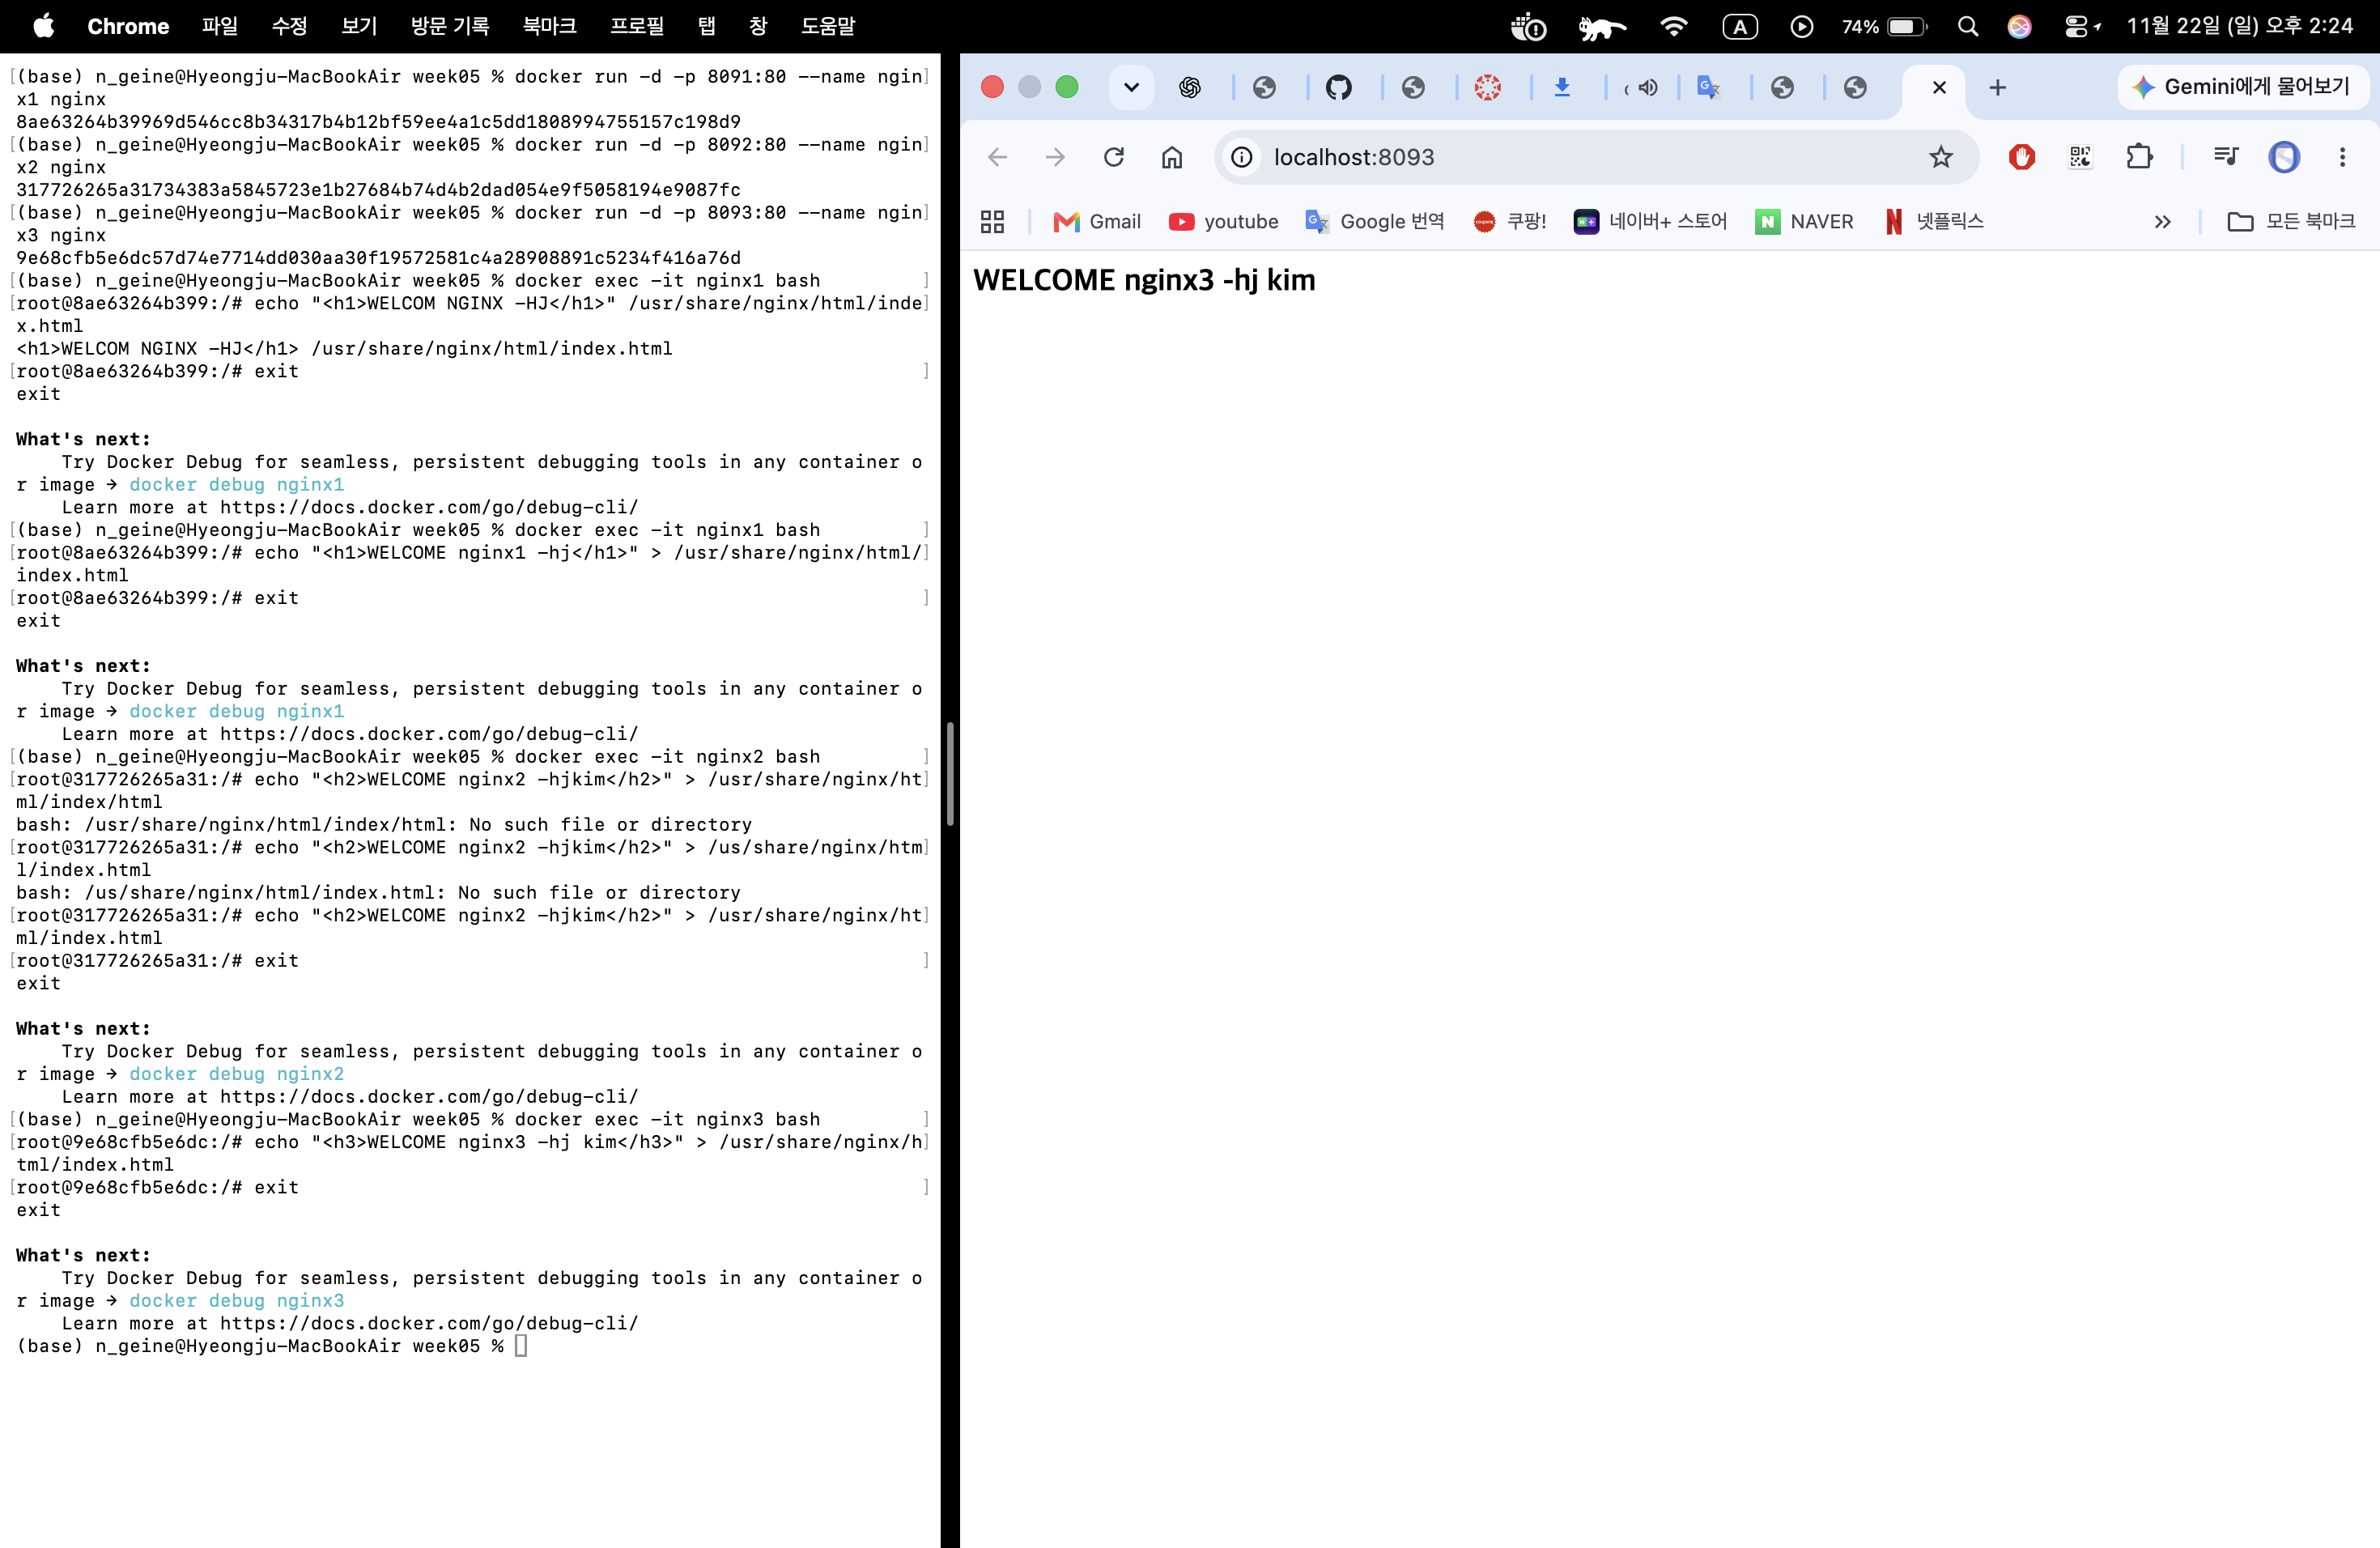 Chrome 파일 수정 보기 방문 기록 북마크 프로필 탭 창 도움말 A 74% 11월 22일 (일) 오후 2:24
[(base) n_geine@Hyeongju-MacBookAir week05 % docker run -d -p 8091:80 --name ngin]
x1 nginx
8ae63264b39969d546cc8b34317b4b12bf59ee4a1c5dd1808994755157c198d9
[(base) n_geine@Hyeongju-MacBookAir week05 % docker run -d -p 8092:80 --name ngin]
x2 nginx
317726265a31734383a5845723e1b27684b74d4b2dad054e9f5058194e9087fc
[(base) n_geine@Hyeongju-MacBookAir week05 % docker run -d -p 8093:80 --name ngin]
x3 nginx
9e68cfb5e6dc57d74e7714dd030aa30f19572581c4a28908891c5234f416a76d
[(base) n_geine@Hyeongju-MacBookAir week05 % docker exec -it nginx1 bash ]
[root@8ae63264b399:/# echo "<h1>WELCOM NGINX -HJ</h1>" /usr/share/nginx/html/inde]
x.html
<h1>WELCOM NGINX -HJ</h1> /usr/share/nginx/html/index.html
[root@8ae63264b399:/# exit ]
exit
What's next:
Try Docker Debug for seamless, persistent debugging tools in any container o
r image → docker debug nginx1
Learn more at https://docs.docker.com/go/debug-cli/
[(base) n_geine@Hyeongju-MacBookAir week05 % docker exec -it nginx1 bash ]
[root@8ae63264b399:/# echo "<h1>WELCOME nginx1 -hj</h1>" > /usr/share/nginx/html/]
index.html
[root@8ae63264b399:/# exit ]
exit
What's next:
Try Docker Debug for seamless, persistent debugging tools in any container o
r image → docker debug nginx1
Learn more at https://docs.docker.com/go/debug-cli/
[(base) n_geine@Hyeongju-MacBookAir week05 % docker exec -it nginx2 bash ]
[root@317726265a31:/# echo "<h2>WELCOME nginx2 -hjkim</h2>" > /usr/share/nginx/ht]
ml/index/html
bash: /usr/share/nginx/html/index/html: No such file or directory
[root@317726265a31:/# echo "<h2>WELCOME nginx2 -hjkim</h2>" > /us/share/nginx/htm]
l/index.html
bash: /us/share/nginx/html/index.html: No such file or directory
[root@317726265a31:/# echo "<h2>WELCOME nginx2 -hjkim</h2>" > /usr/share/nginx/ht]
ml/index.html
[root@317726265a31:/# exit ]
exit
What's next:
Try Docker Debug for seamless, persistent debugging tools in any container o
r image → docker debug nginx2
Learn more at https://docs.docker.com/go/debug-cli/
[(base) n_geine@Hyeongju-MacBookAir week05 % docker exec -it nginx3 bash ]
[root@9e68cfb5e6dc:/# echo "<h3>WELCOME nginx3 -hj kim</h3>" > /usr/share/nginx/h]
tml/index.html
[root@9e68cfb5e6dc:/# exit ]
exit
What's next:
Try Docker Debug for seamless, persistent debugging tools in any container o
r image → docker debug nginx3
Learn more at https://docs.docker.com/go/debug-cli/
(base) n_geine@Hyeongju-MacBookAir week05 %
Gemini에게 물어보기
localhost:8093
Gmail youtube Google 번역 쿠팡! 네이버+ 스토어 NAVER 넷플릭스 모든 북마크
WELCOME nginx3 -hj kim